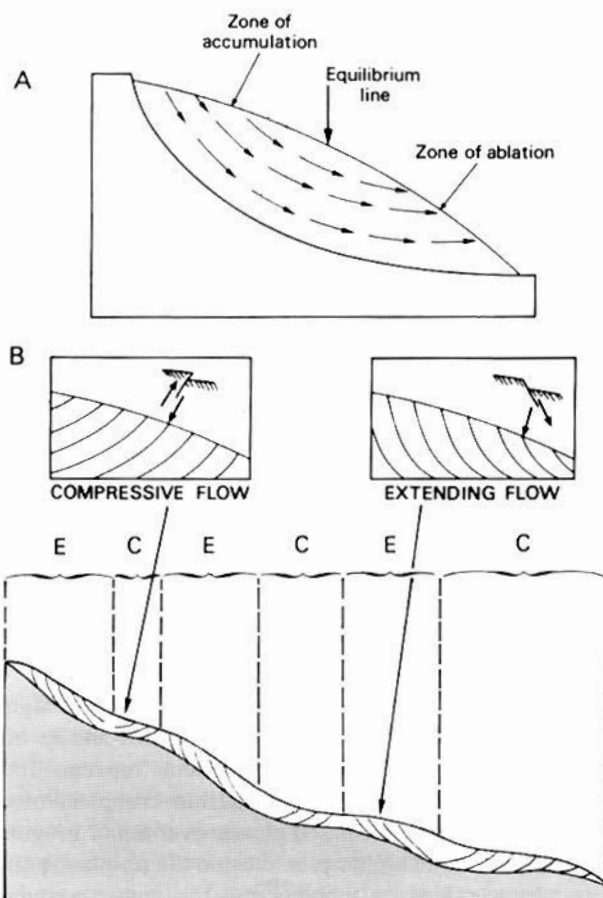 A
Zone of
accumulation
Equilibrium
line
Zone of ablation
B
COMPRESSIVE FLOW
EXTENDING FLOW
E C E C E C